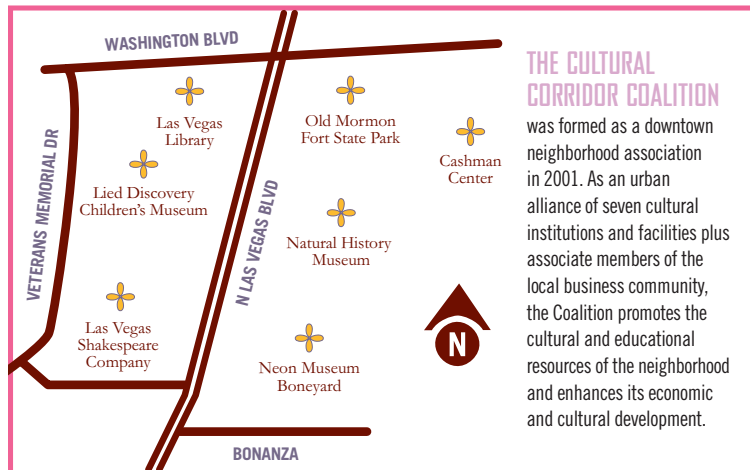 WASHINGTON BLVD
Las Vegas
Library
Old Mormon
Fort State Park
Cashman
Center
Lied Discovery
Children's Museum
VETERANS MEMORIAL DR
N LAS VEGAS BLVD
Natural History
Museum
Las Vegas
Shakespeare
Company
Neon Museum
Boneyard
N
BONANZA
THE CULTURAL
CORRIDOR COALITION
was formed as a downtown
neighborhood association
in 2001. As an urban
alliance of seven cultural
institutions and facilities plus
associate members of the
local business community,
the Coalition promotes the
cultural and educational
resources of the neighborhood
and enhances its economic
and cultural development.